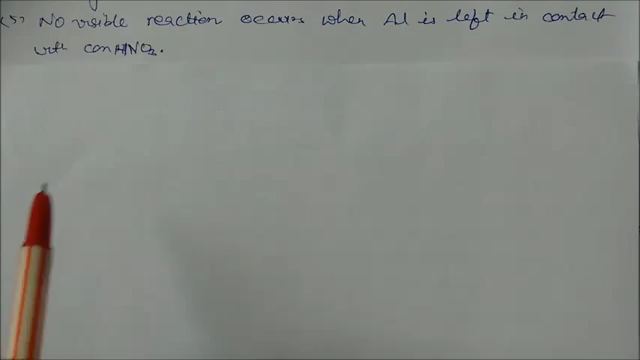 (5) No visible reaction occurs when Al is left in contact
with con HNO3.